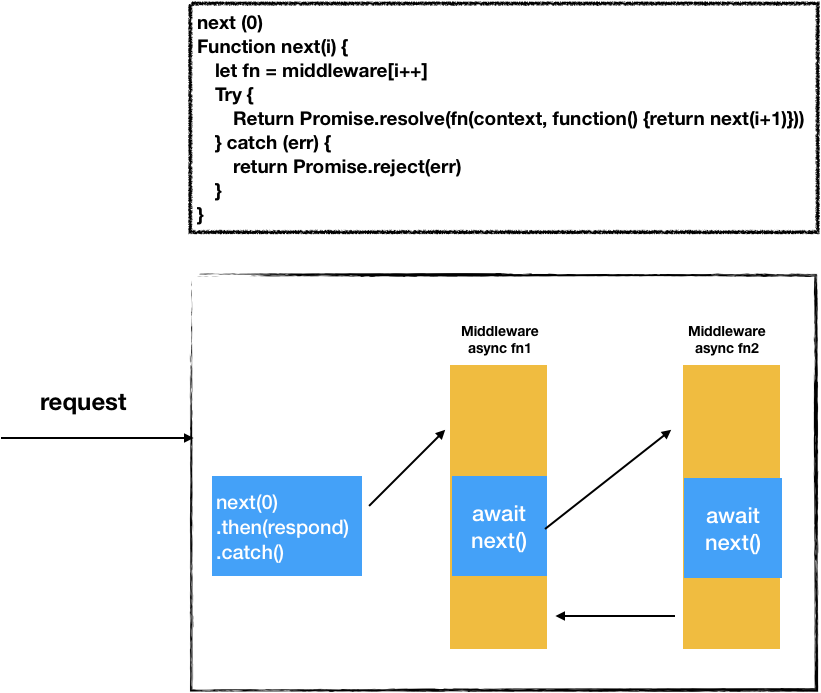 next (0)
Function next(i) {
let fn = middleware[i++]
Try {
Return Promise.resolve(fn(context, function() {return next(i+1)}))
} catch (err) {
return Promise.reject(err)
}
}
Middleware
async fn1
Middleware
async fn2
request
next(0)
.then(respond)
.catch()
await
next()
await
next()